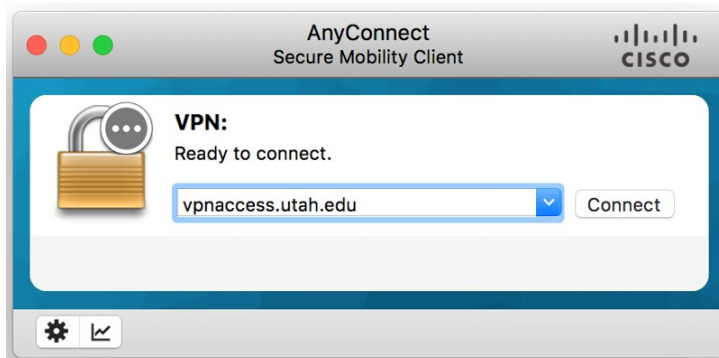 AnyConnect
Secure Mobility Client
CISCO
VPN:
Ready to connect.
vpnaccess.utah.edu
Connect